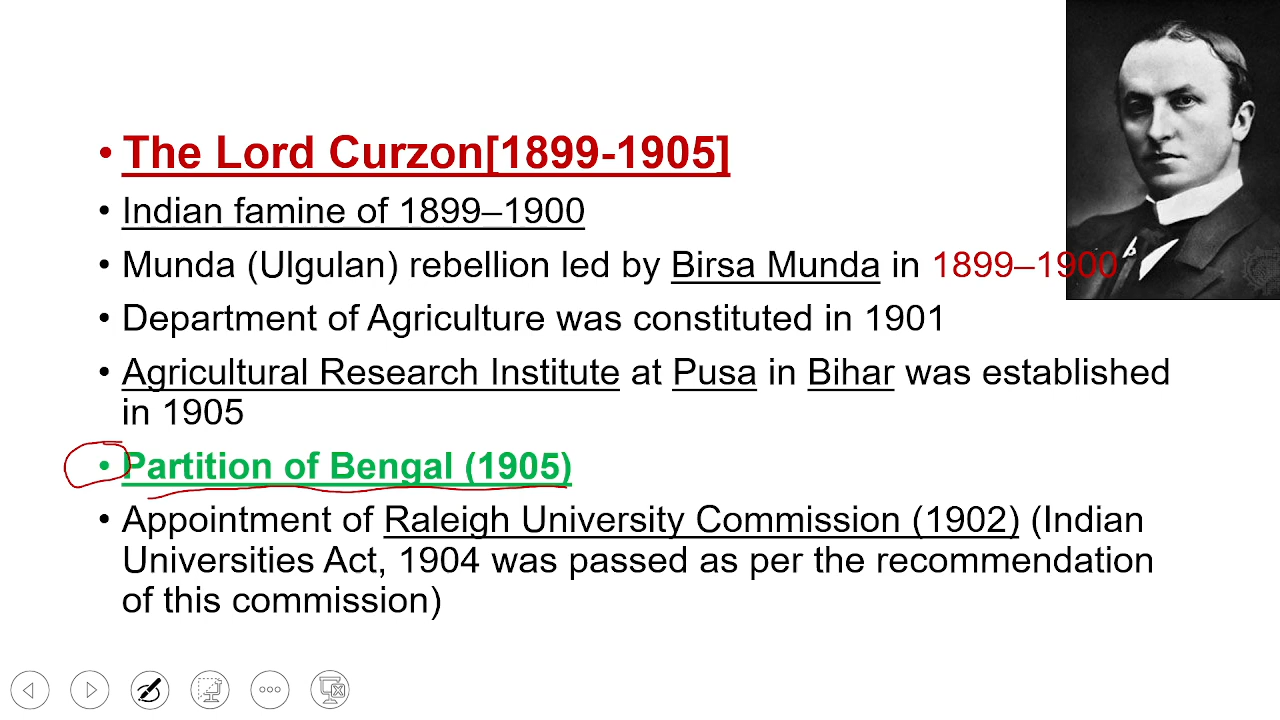 • The Lord Curzon[1899-1905]
• Indian famine of 1899–1900
• Munda (Ulgulan) rebellion led by Birsa Munda in 1899–1900
• Department of Agriculture was constituted in 1901
• Agricultural Research Institute at Pusa in Bihar was established
in 1905
• Partition of Bengal (1905)
• Appointment of Raleigh University Commission (1902) (Indian
Universities Act, 1904 was passed as per the recommendation
of this commission)